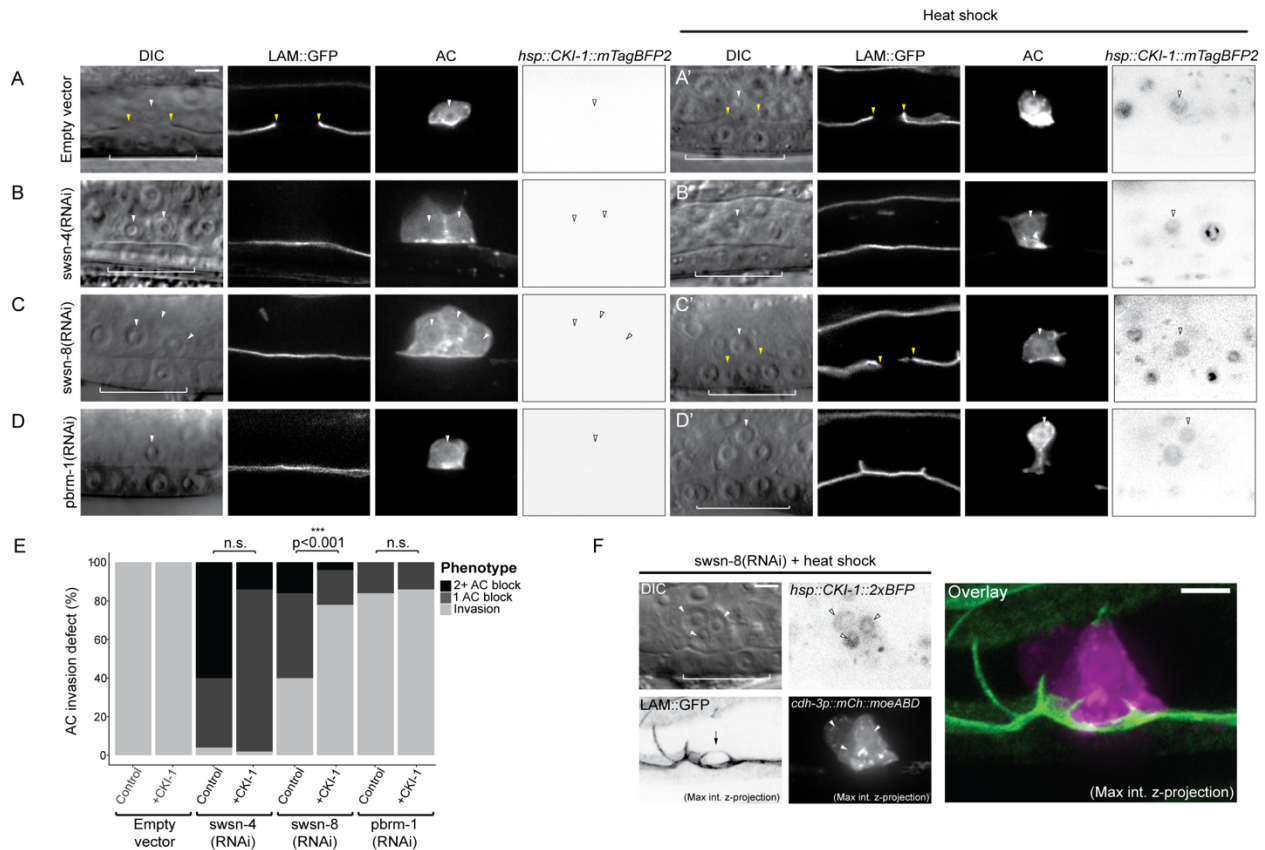 Heat shock
DIC LAM::GFP AC hsp::CKI-1::mTagBFP2 DIC LAM::GFP AC hsp::CKI-1::mTagBFP2
A Empty vector A'
B swsn-4(RNAi) B'
C swsn-8(RNAi) C'
D pbrm-1(RNAi) D'
E
AC invasion defect (%)
100
80
60
40
20
0
n.s.
***
p<0.001
n.s.
Phenotype
2+ AC block
1 AC block
Invasion
Control +CKI-1 Control +CKI-1 Control +CKI-1 Control +CKI-1
Empty vector
swsn-4 (RNAi)
swsn-8 (RNAi)
pbrm-1 (RNAi)
F
swsn-8(RNAi) + heat shock
DIC
hsp::CKI-1::2xBFP
LAM::GFP
(Max int. z-projection)
cdh-3p::mCh::moeABD
(Max int. z-projection)
Overlay
(Max int. z-projection)